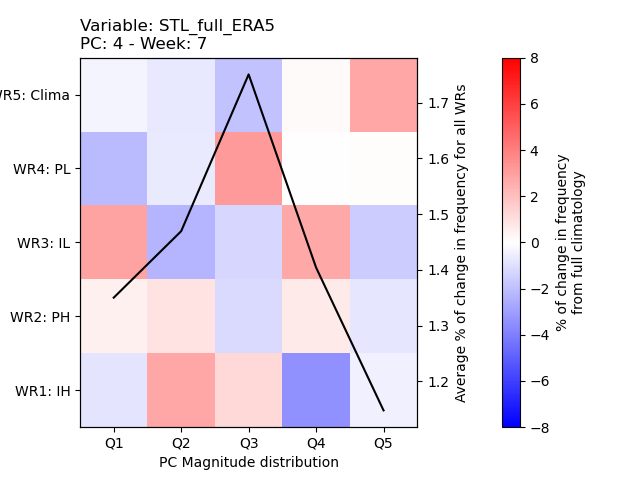 Variable: STL_full_ERA5
PC: 4 - Week: 7
WR5: Clima
WR4: PL
WR3: IL
WR2: PH
WR1: IH
Q1 Q2 Q3 Q4 Q5
PC Magnitude distribution
1.7
1.6
1.5
1.4
1.3
1.2
Average % of change in frequency for all WRs
8
6
4
2
0
−2
−4
−6
−8
% of change in frequency
from full climatology